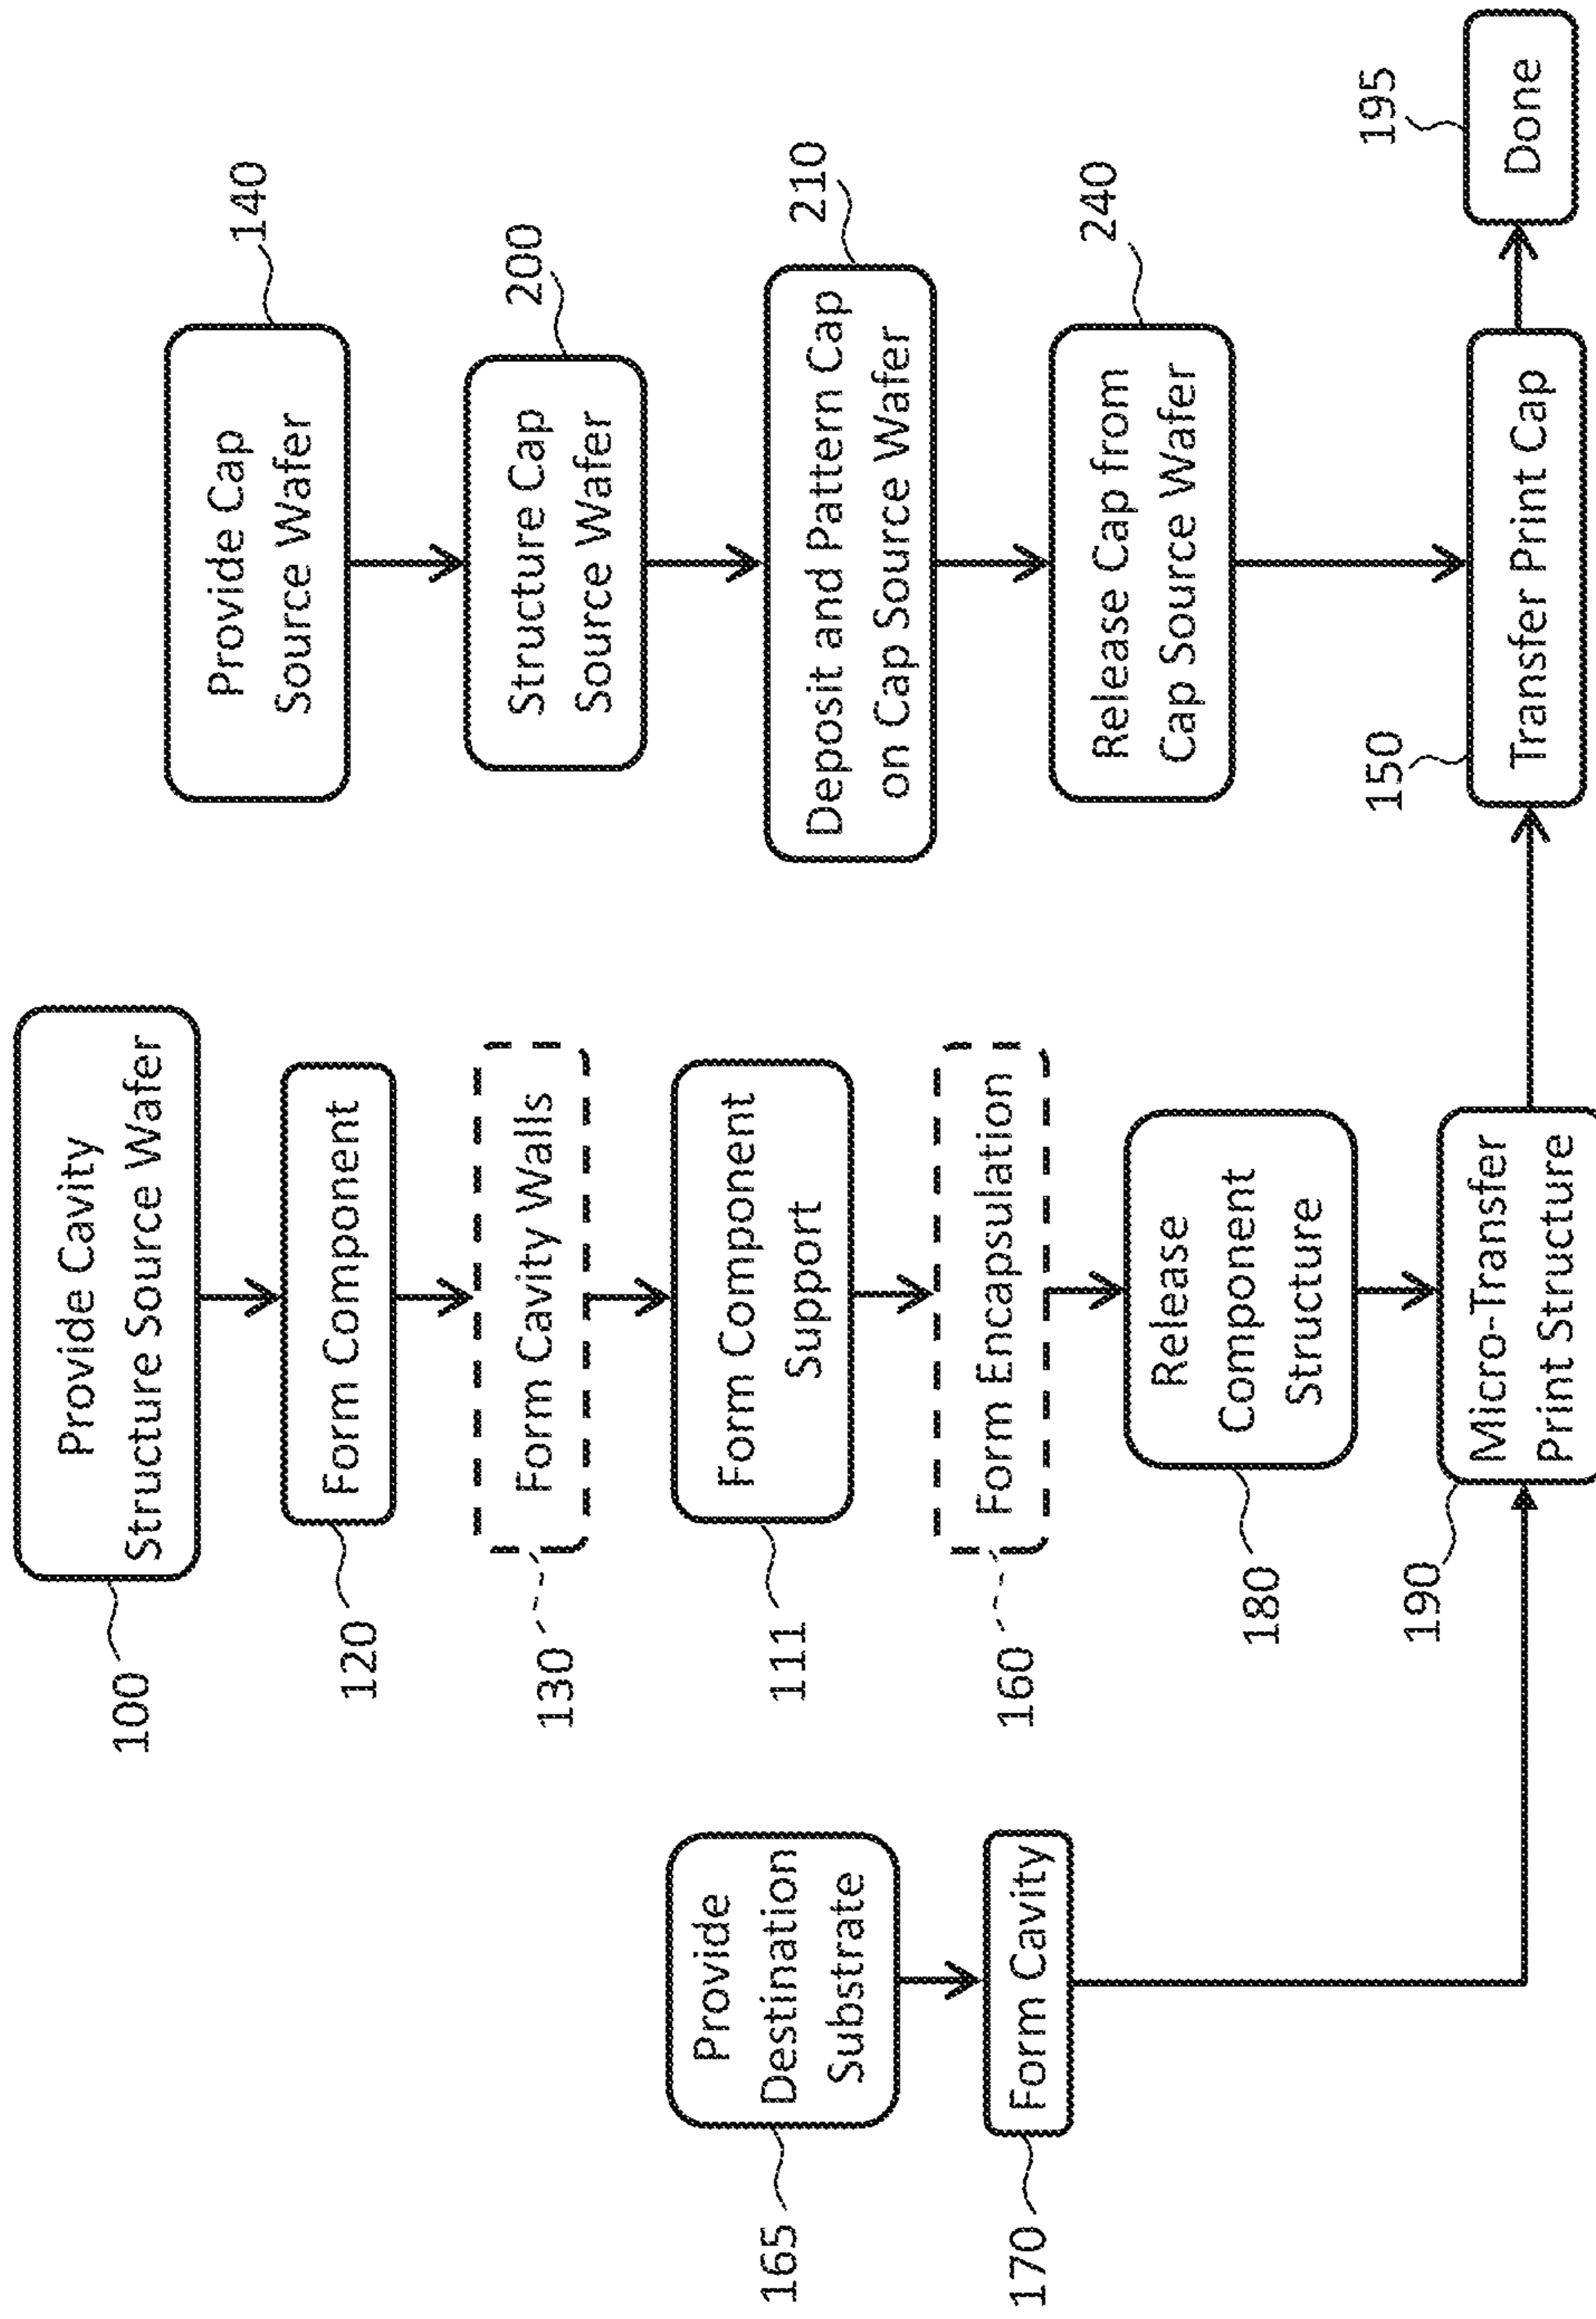 100
Provide Cavity
Structure Source Wafer
120
Form Component
130
Form Cavity Walls
111
Form Component
Support
160
Form Encapsulation
180
Release
Component
Structure
190
Micro-Transfer
Print Structure
165
Provide
Destination
Substrate
170
Form Cavity
140
Provide Cap
Source Wafer
200
Structure Cap
Source Wafer
210
Deposit and Pattern Cap
on Cap Source Wafer
240
Release Cap from
Cap Source Wafer
150
Transfer Print Cap
195
Done